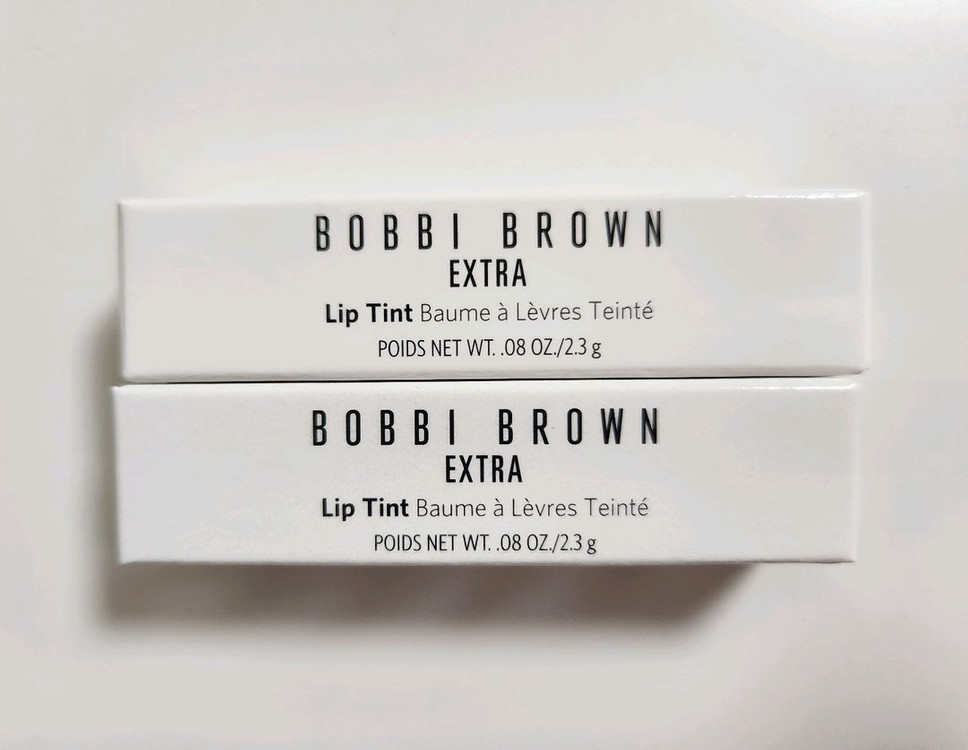 BOBBI BROWN
EXTRA
Lip Tint Baume à Lèvres Teinté
POIDS NET WT. .08 OZ./2.3 g
BOBBI BROWN
EXTRA
Lip Tint Baume à Lèvres Teinté
POIDS NET WT. .08 OZ./2.3 g